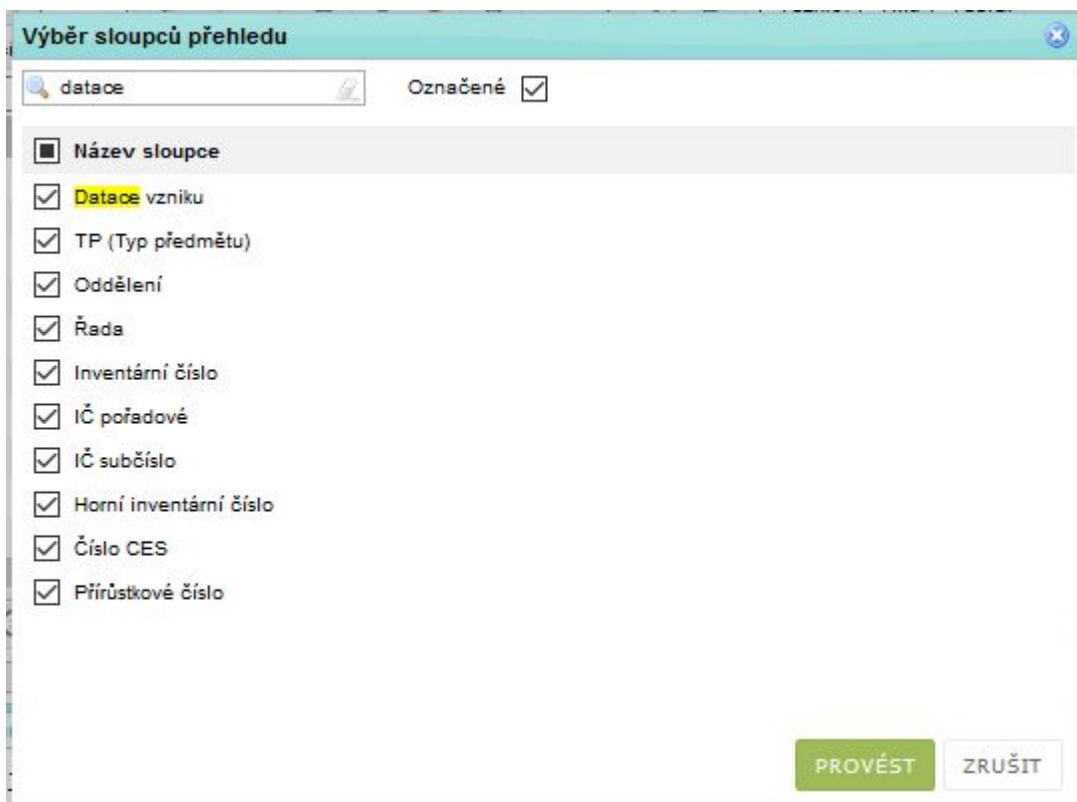 Výběr sloupců přehledu
datace Označené
Název sloupce
Datace vzniku
TP (Typ předmětu)
Oddělení
Řada
Inventární číslo
IČ pořadové
IČ subčíslo
Horní inventární číslo
Číslo CES
Přírůstkové číslo
PROVÉST ZRUŠIT